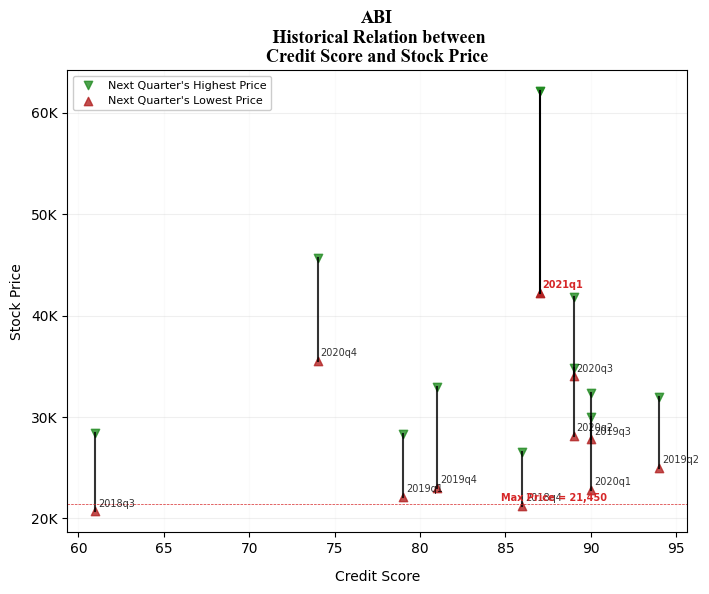 ABI
Historical Relation between
Credit Score and Stock Price
Next Quarter's Highest Price
Next Quarter's Lowest Price
60K
50K
40K
30K
20K
Stock Price
2021q1
2020q4
2020q3
2020q2
2019q3
2019q2
2019q4
2020q1
2018q3
Max Price = 21,450
60
65
70
75
80
85
90
95
Credit Score